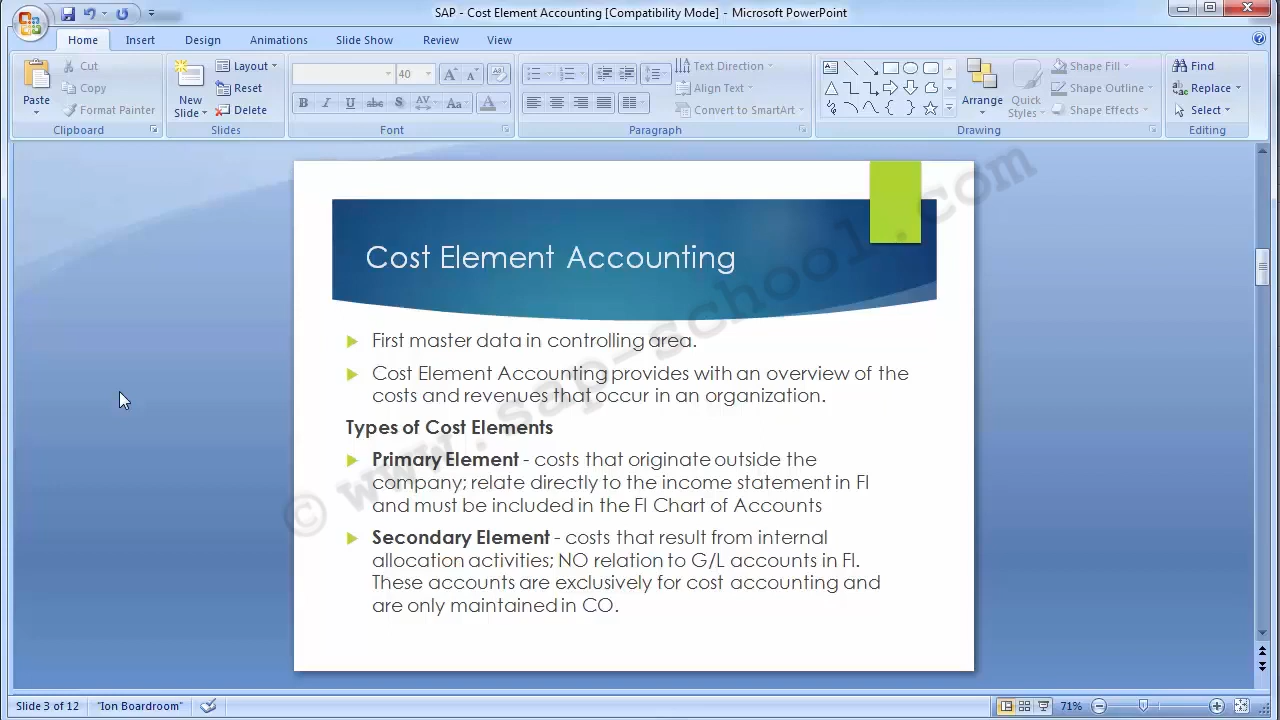 SAP - Cost Element Accounting [Compatibility Mode] - Microsoft PowerPoint
Home Insert Design Animations Slide Show Review View
Paste
Cut
Copy
Format Painter
Clipboard
New Slide
Layout
Reset
Delete
Slides
40
B I U abc S AV Aa A
Font
Text Direction
Align Text
Convert to SmartArt
Paragraph
Arrange
Quick Styles
Shape Fill
Shape Outline
Shape Effects
Drawing
Find
Replace
Select
Editing
Cost Element Accounting
First master data in controlling area.
Cost Element Accounting provides with an overview of the
costs and revenues that occur in an organization.
Types of Cost Elements
Primary Element - costs that originate outside the
company; relate directly to the income statement in FI
and must be included in the FI Chart of Accounts
Secondary Element - costs that result from internal
allocation activities; NO relation to G/L accounts in FI.
These accounts are exclusively for cost accounting and
are only maintained in CO.
© www.sap-school.com
Slide 3 of 12 "Ion Boardroom" 71%